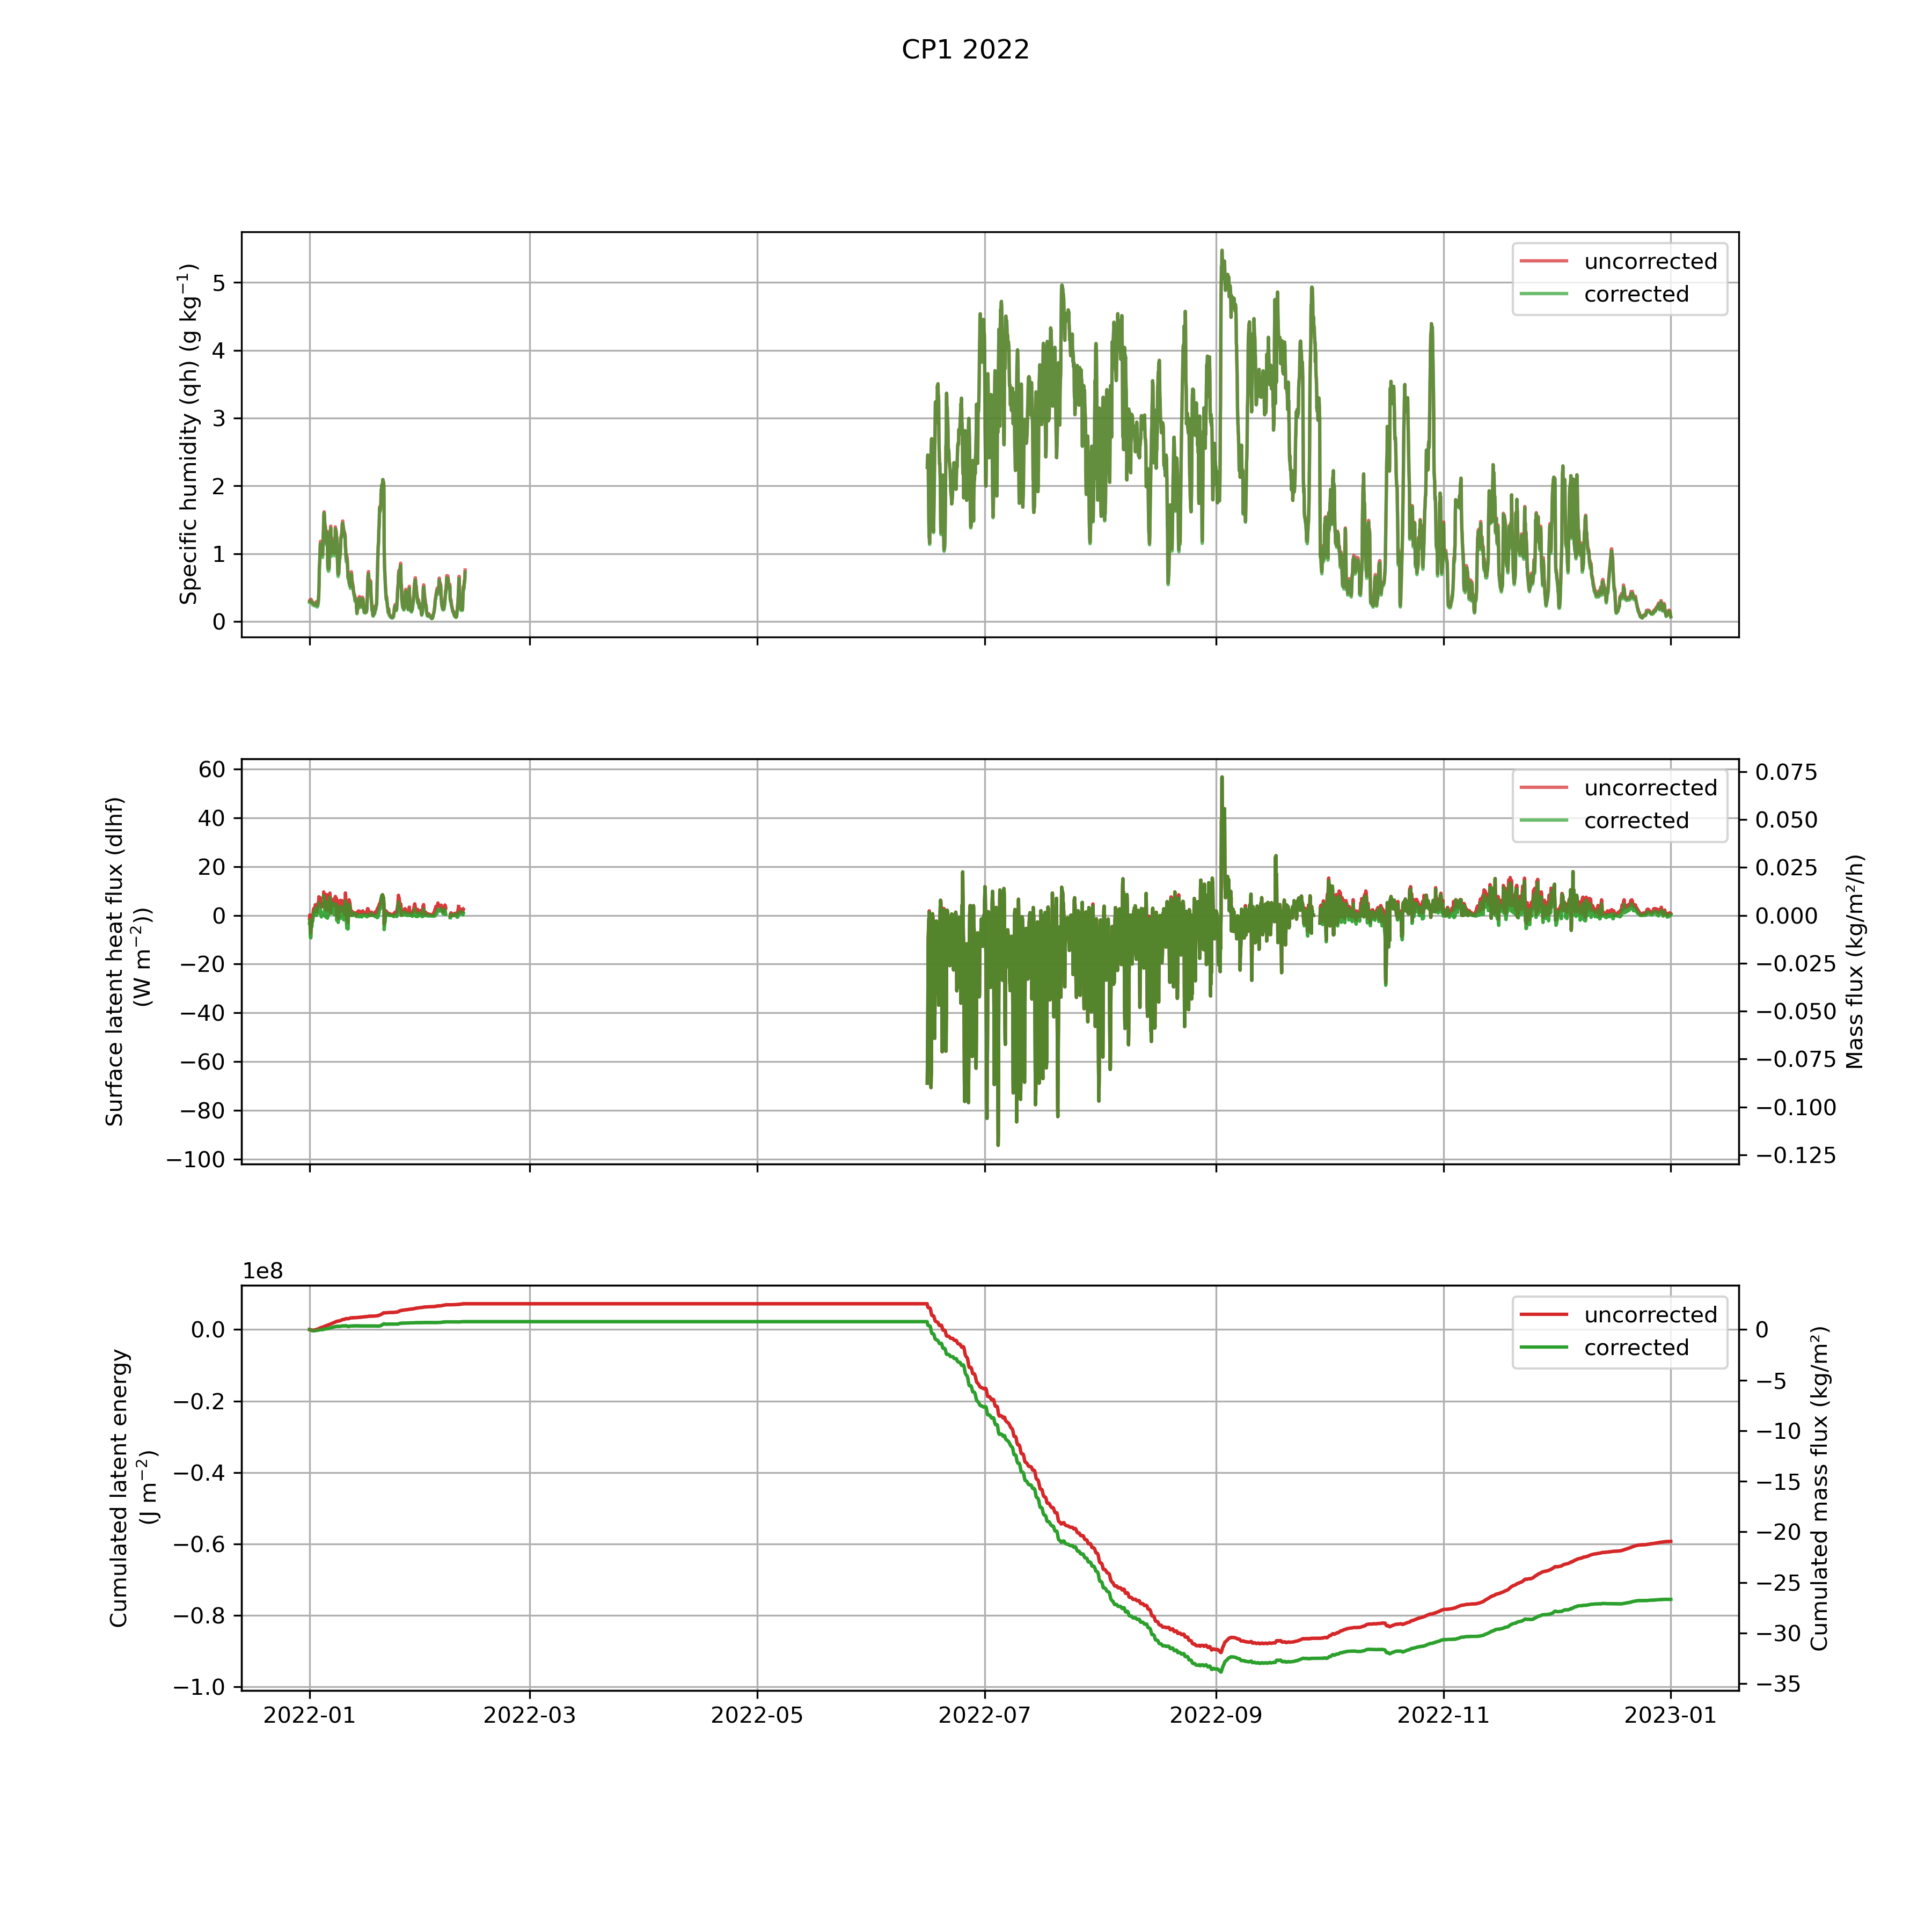 CP1 2022
Specific humidity (qh) (g kg⁻¹)
5
4
3
2
1
0
uncorrected
corrected
Surface latent heat flux (dlhf)
(W m⁻²))
60
40
20
0
−20
−40
−60
−80
−100
uncorrected
corrected
0.075
0.050
0.025
0.000
−0.025
−0.050
−0.075
−0.100
−0.125
Mass flux (kg/m²/h)
1e8
Cumulated latent energy
(J m⁻²)
0.0
−0.2
−0.4
−0.6
−0.8
−1.0
uncorrected
corrected
0
−5
−10
−15
−20
−25
−30
−35
Cumulated mass flux (kg/m²)
2022-01 2022-03 2022-05 2022-07 2022-09 2022-11 2023-01